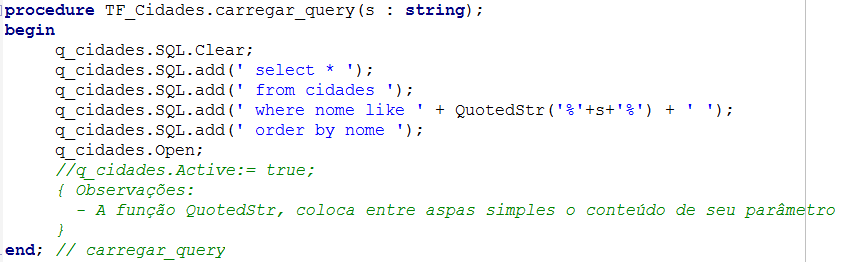 procedure TF_Cidades.carregar_query(s : string);
begin
q_cidades.SQL.Clear;
q_cidades.SQL.add(' select * ');
q_cidades.SQL.add(' from cidades ');
q_cidades.SQL.add(' where nome like ' + QuotedStr('%'+s+'%') + ' ');
q_cidades.SQL.add(' order by nome ');
q_cidades.Open;
//q_cidades.Active:= true;
{ Observações:
- A função QuotedStr, coloca entre aspas simples o conteúdo de seu parâmetro
}
end; // carregar_query